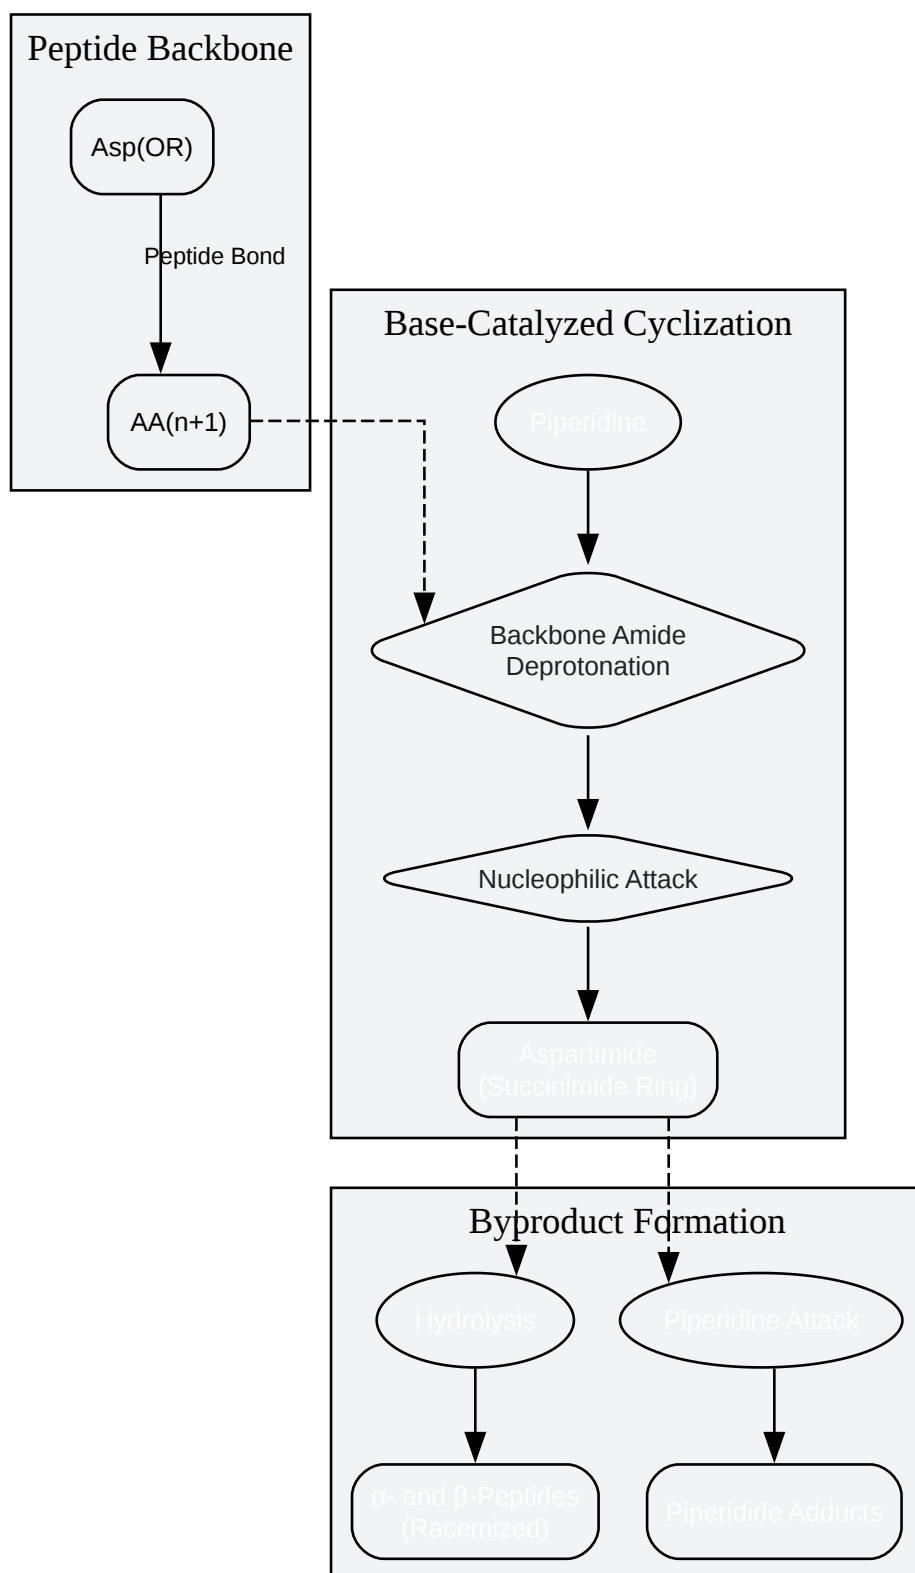 Peptide Backbone
Asp(OR)
Peptide Bond
AA(n+1)
Base-Catalyzed Cyclization
Piperidine
Backbone Amide
Deprotonation
Nucleophilic Attack
Aspartimide
(Succinimide Ring)
Byproduct Formation
Hydrolysis
Piperidine Attack
α- and β-Peptides
(Racemized)
Piperidide Adducts